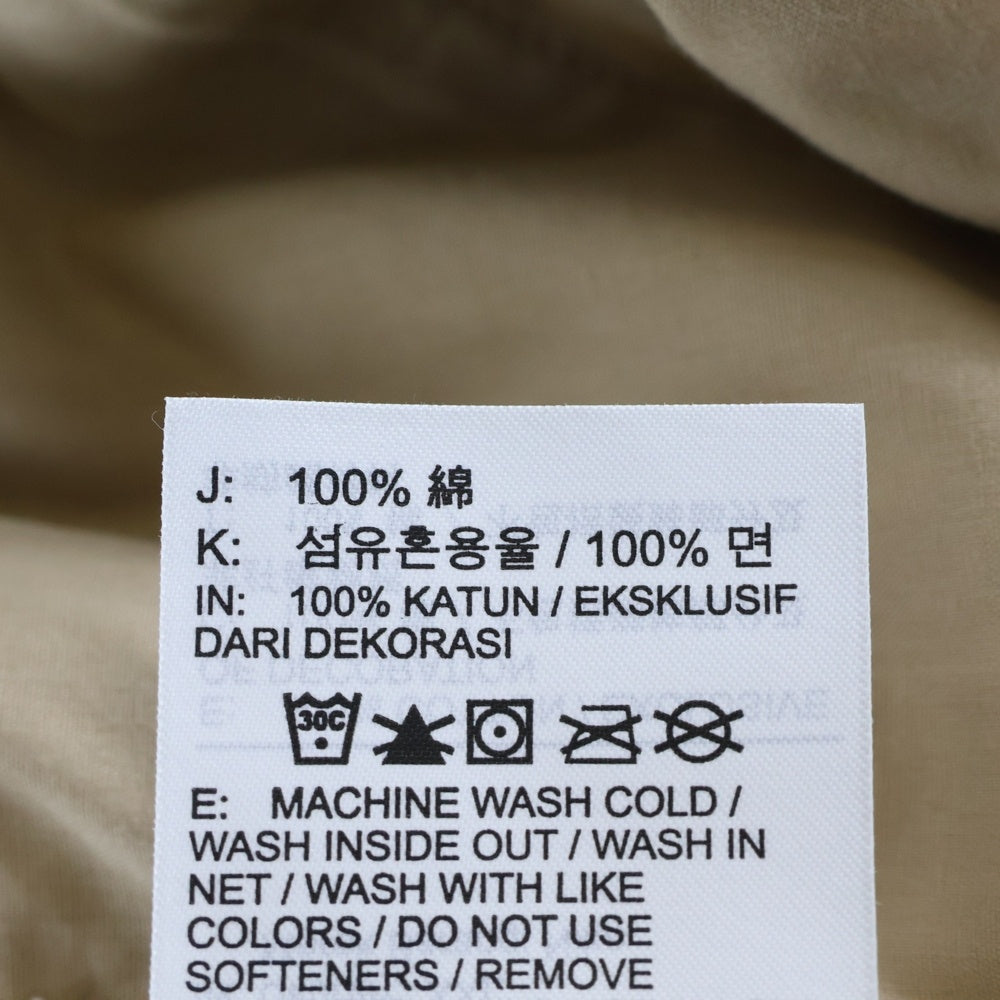 J: 100% 綿
K: 섬유혼용율 / 100% 면
IN: 100% KATUN / EKSKLUSIF
DARI DEKORASI
30C
E: MACHINE WASH COLD /
WASH INSIDE OUT / WASH IN
NET / WASH WITH LIKE
COLORS / DO NOT USE
SOFTENERS / REMOVE